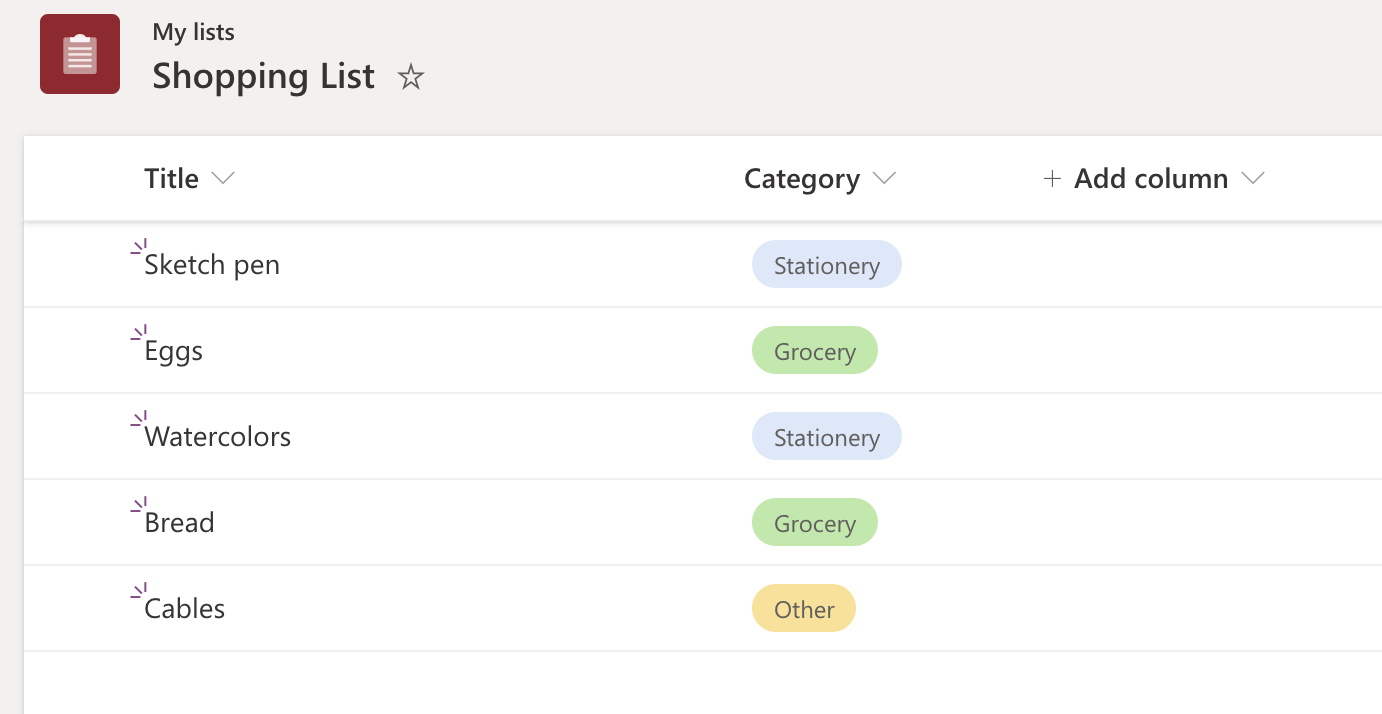 My lists
Shopping List
Title Category + Add column
Sketch pen Stationery
Eggs Grocery
Watercolors Stationery
Bread Grocery
Cables Other